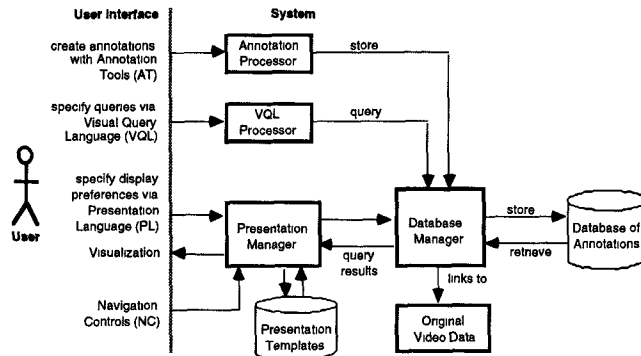 User Interface
System
create annotations
with Annotation
Tools (AT)
Annotation
Processor
store
specify queries via
Visual Query
Language (VQL)
VQL
Processor
query
specify display
preferences via
Presentation
Language (PL)
User
Visualization
Presentation
Manager
Database
Manager
store
retrieve
Database of
Annotations
query
results
links to
Navigation
Controls (NC)
Presentation
Templates
Original
Video Data